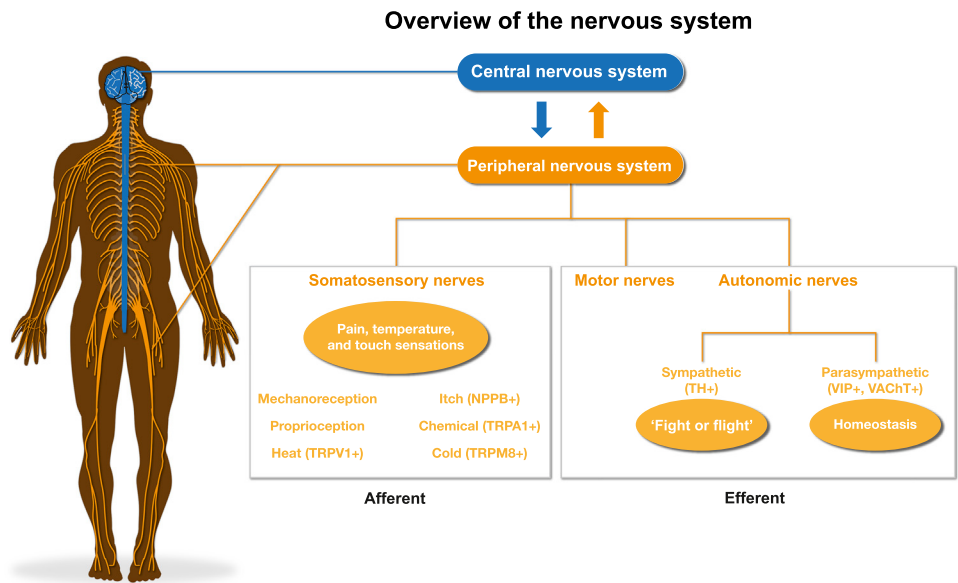 Overview of the nervous system
Central nervous system
Peripheral nervous system
Somatosensory nerves
Pain, temperature,
and touch sensations
Mechanoreception
Itch (NPPB+)
Proprioception
Chemical (TRPA1+)
Heat (TRPV1+)
Cold (TRPM8+)
Afferent
Motor nerves
Autonomic nerves
Sympathetic
(TH+)
‘Fight or flight’
Parasympathetic
(VIP+, VAChT+)
Homeostasis
Efferent